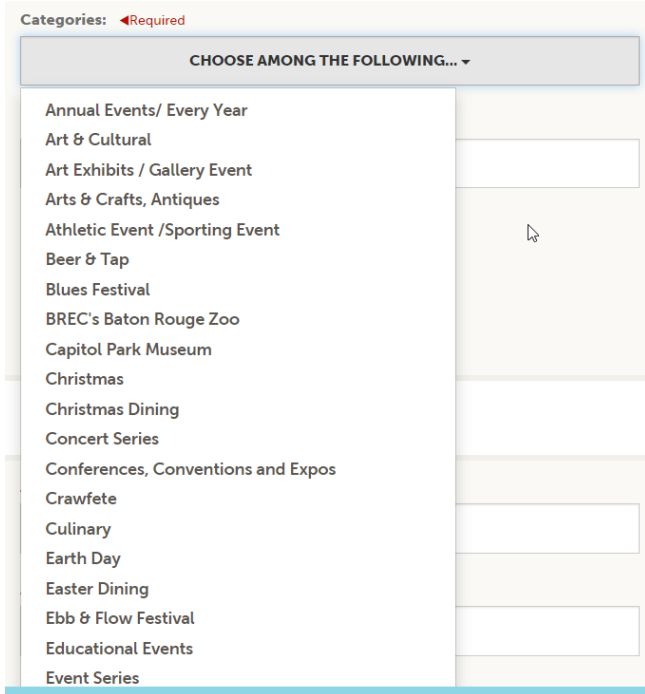 Categories: ◀Required
CHOOSE AMONG THE FOLLOWING...
Annual Events/ Every Year
Art & Cultural
Art Exhibits / Gallery Event
Arts & Crafts, Antiques
Athletic Event /Sporting Event
Beer & Tap
Blues Festival
BREC's Baton Rouge Zoo
Capitol Park Museum
Christmas
Christmas Dining
Concert Series
Conferences, Conventions and Expos
Crawfete
Culinary
Earth Day
Easter Dining
Ebb & Flow Festival
Educational Events
Event Series